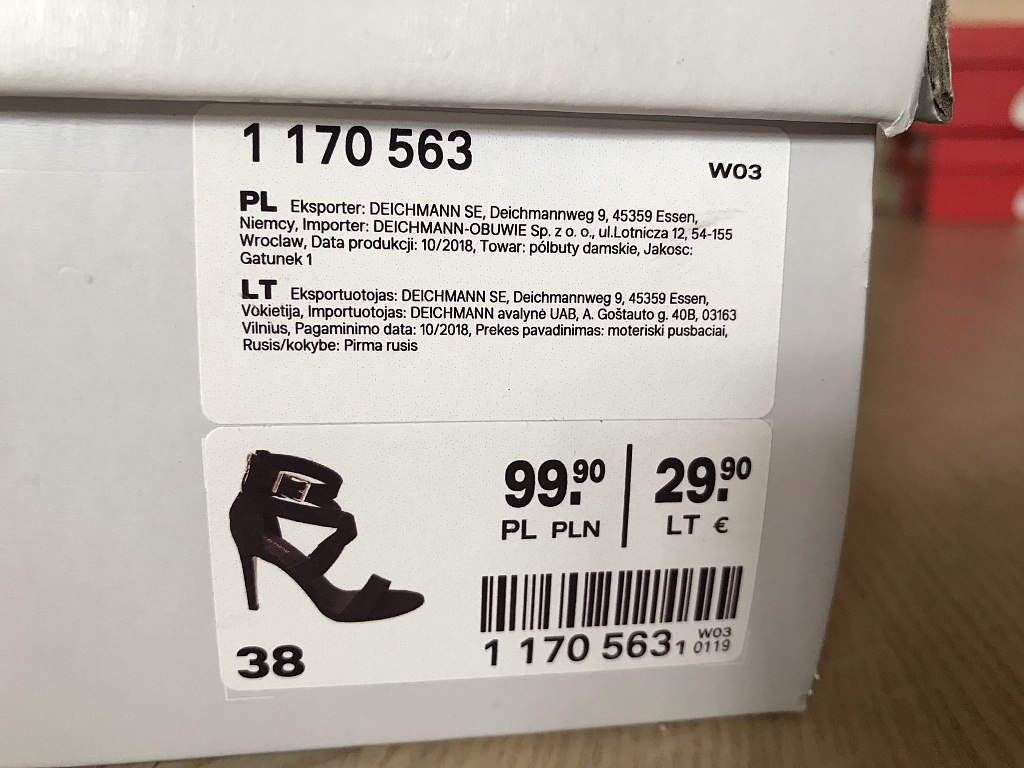 1 170 563
W03
PL Eksporter: DEICHMANN SE, Deichmannweg 9, 45359 Essen,
Niemcy, Importer: DEICHMANN-OBUWIE Sp. z o. o., ul.Lotnicza 12, 54-155
Wroclaw, Data produkcji: 10/2018, Towar: pólbuty damskie, Jakosc:
Gatunek 1
LT Eksportuotojas: DEICHMANN SE, Deichmannweg 9, 45359 Essen,
Vokietija, Importuotojas: DEICHMANN avalynė UAB, A. Goštauto g. 40B, 03163
Vilnius, Pagaminimo data: 10/2018, Prekes pavadinimas: moteriski pusbaciai,
Rusis/kokybe: Pirma rusis
99.90
PL PLN
29.90
LT €
38
1 170 563 1
W03
0119